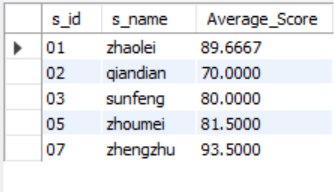 s_id s_name Average_Score
01 zhaolei 89.6667
02 qiandian 70.0000
03 sunfeng 80.0000
05 zhoumei 81.5000
07 zhengzhu 93.5000